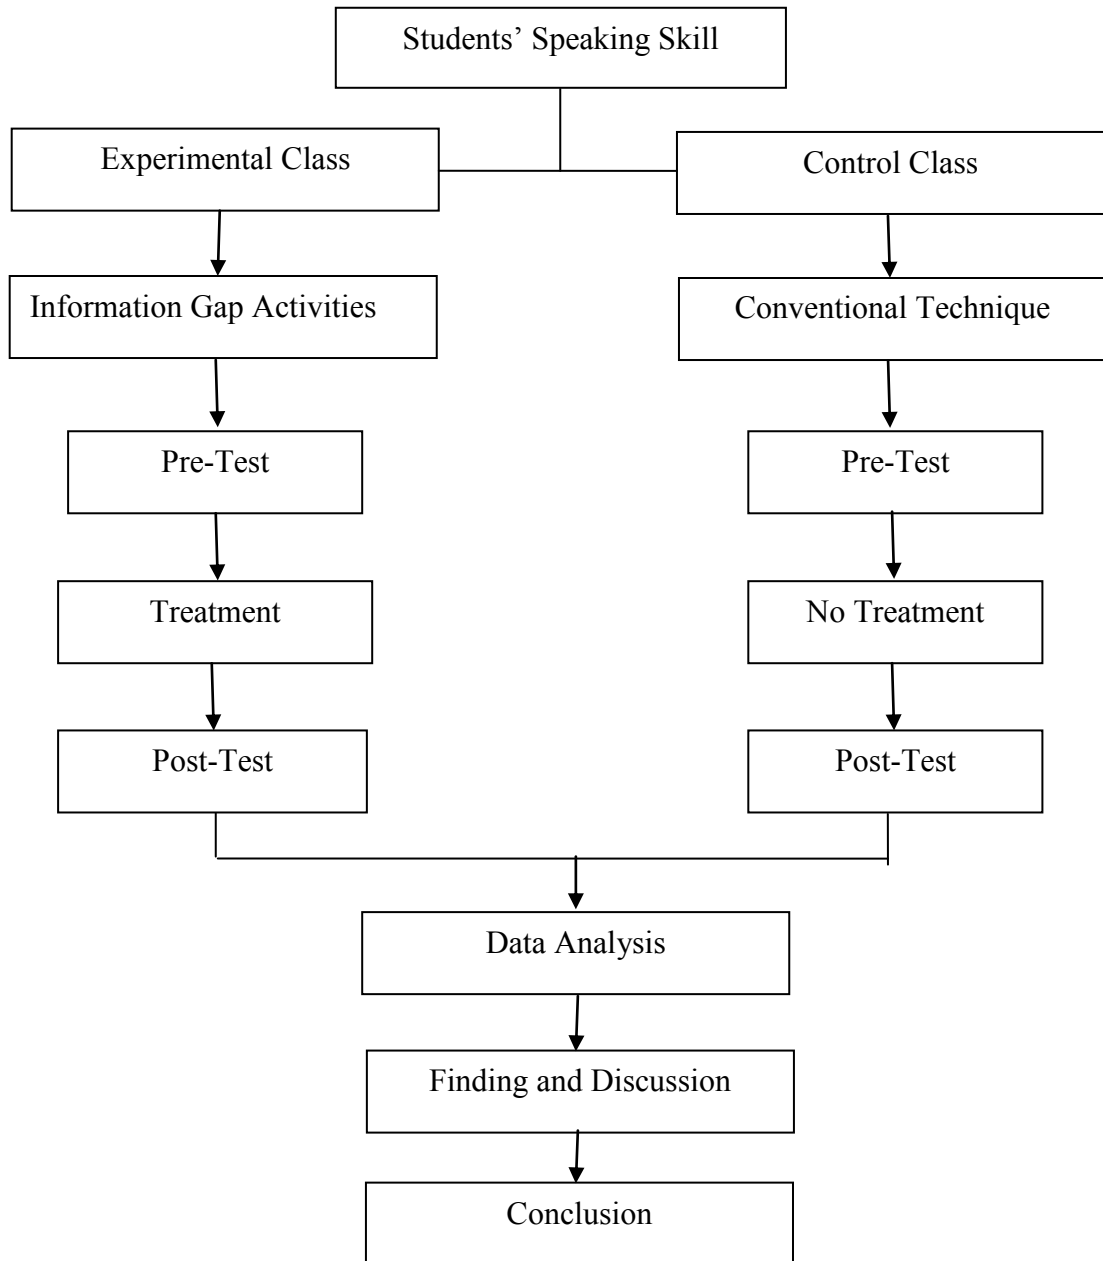 Students’ Speaking Skill
Experimental Class
Control Class
Information Gap Activities
Conventional Technique
Pre-Test
Pre-Test
Treatment
No Treatment
Post-Test
Post-Test
Data Analysis
Finding and Discussion
Conclusion